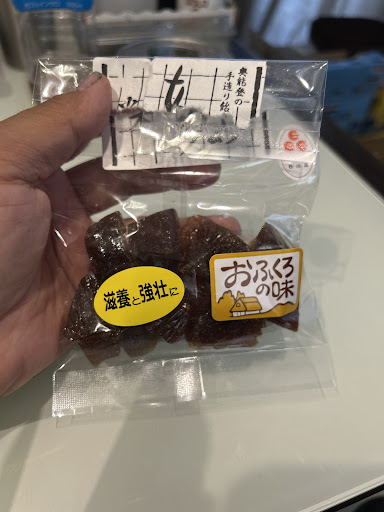 奥能登の
手造り飴
滋養と強壮に
おふくろ
の味